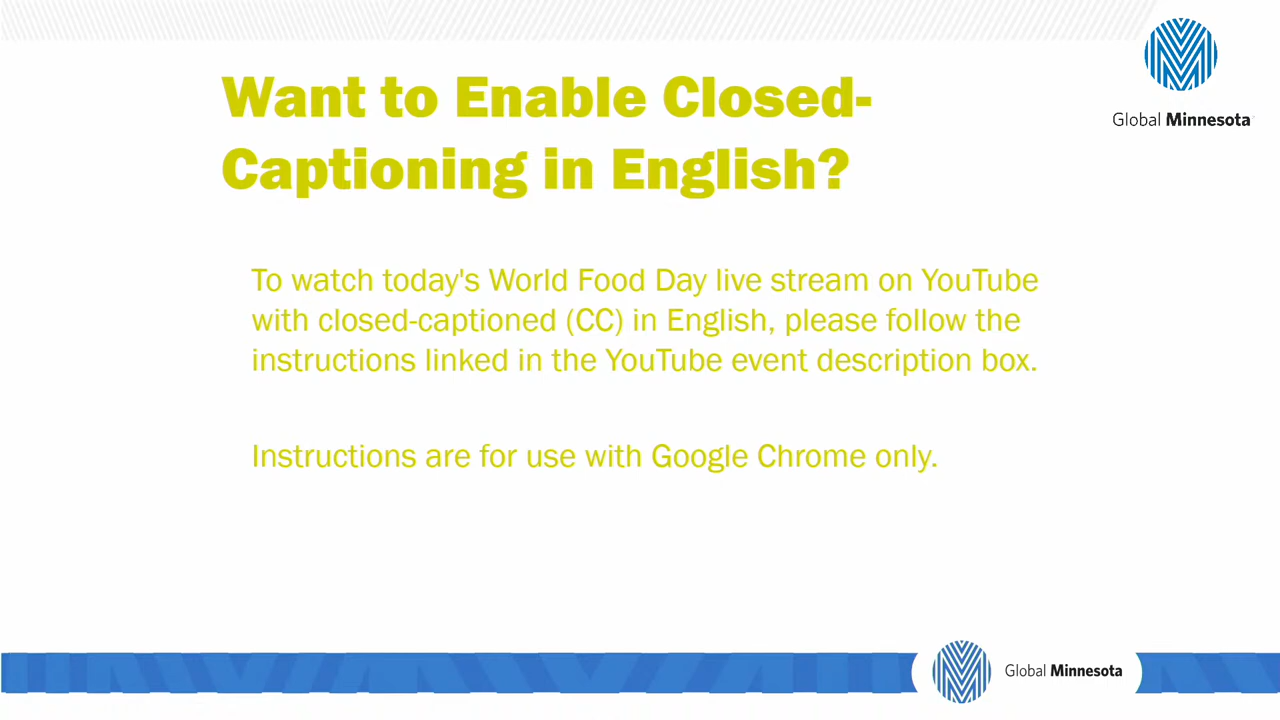 Want to Enable Closed-
Captioning in English?
Global Minnesota
To watch today's World Food Day live stream on YouTube
with closed-captioned (CC) in English, please follow the
instructions linked in the YouTube event description box.
Instructions are for use with Google Chrome only.
Global Minnesota